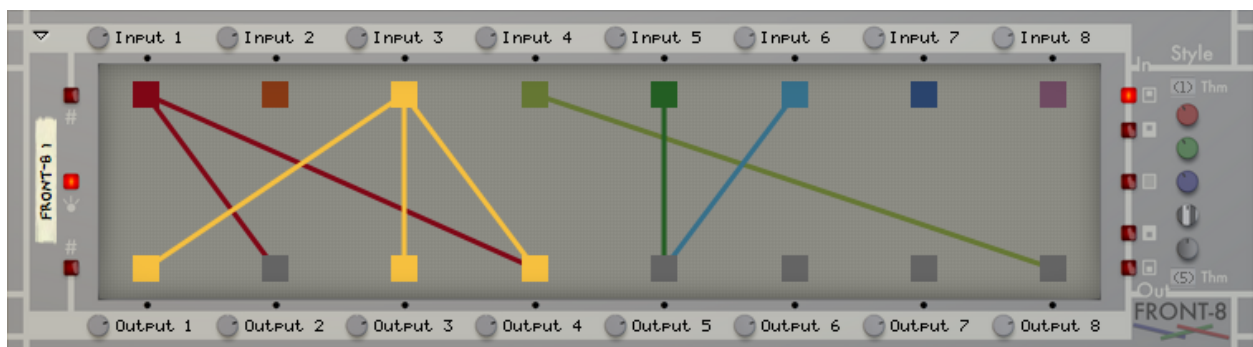 Input 1 Input 2 Input 3 Input 4 Input 5 Input 6 Input 7 Input 8
In
Style
(1) Thm
#
FRONT-8 1
#
(5) Thm
Out
Output 1 Output 2 Output 3 Output 4 Output 5 Output 6 Output 7 Output 8
FRONT-8